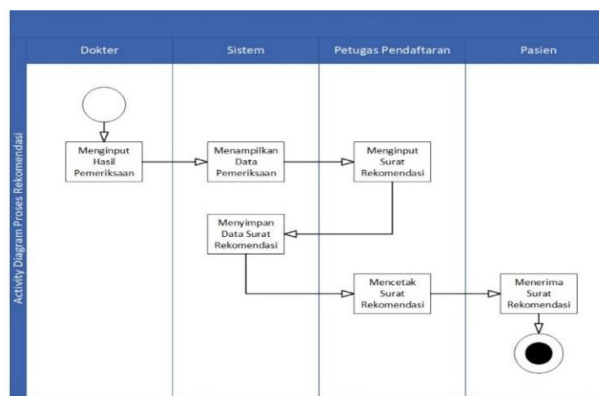 Dokter
Sistem
Petugas Pendaftaran
Pasien
Activity Diagram Proses Rekomendasi
Menginput
Hasil
Pemeriksaan
Menampilkan
Data
Pemeriksaan
Menginput
Surat
Rekomendasi
Menyimpan
Data Surat
Rekomendasi
Mencetak
Surat
Rekomendasi
Menerima
Surat
Rekomendasi